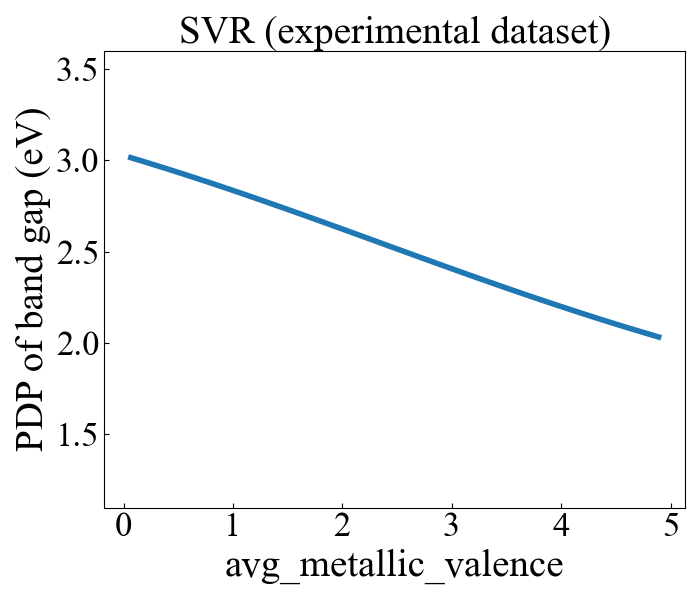 SVR (experimental dataset)
PDP of band gap (eV)
3.5
3.0
2.5
2.0
1.5
0 1 2 3 4 5
avg_metallic_valence